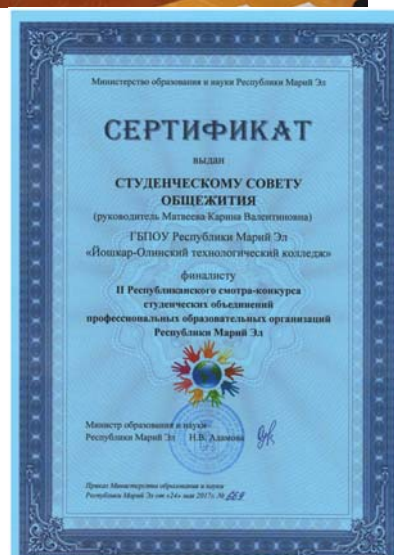 Министерство образования и науки Республики Марий Эл
СЕРТИФИКАТ
выдан
СТУДЕНЧЕСКОМУ СОВЕТУ
ОБЩЕЖИТИЯ
(руководитель Матвеева Карина Валентиновна)
ГБПОУ Республики Марий Эл
«Йошкар-Олинский технологический колледж»
финалисту
II Республиканского смотра-конкурса
студенческих объединений
профессиональных образовательных организаций
Республики Марий Эл
Министр образования и науки
Республики Марий Эл Н.В. Адамова
Приказ Министерства образования и науки
Республики Марий Эл от «24» мая 2017г. №